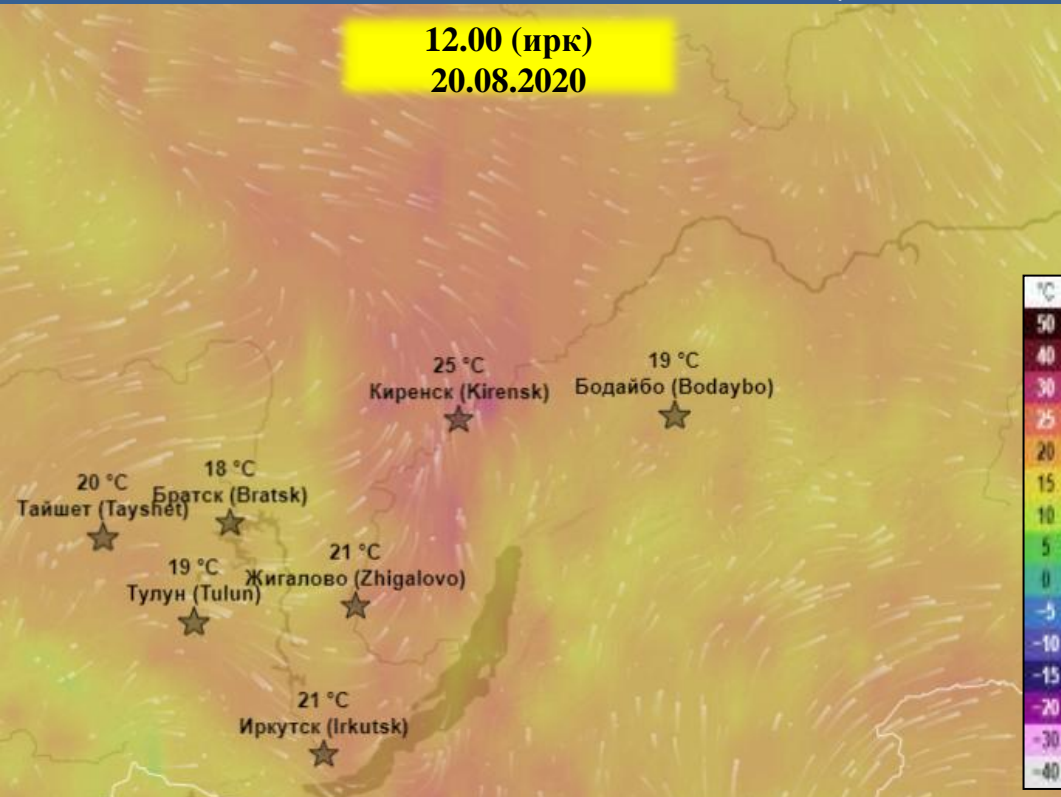 12.00 (ирк)
20.08.2020
25 °C
Киренск (Kirensk)
19 °C
Бодайбо (Bodaybo)
18 °C
Братск (Bratsk)
20 °C
Тайшет (Tayshet)
21 °C
Жигалово (Zhigalovo)
19 °C
Тулун (Tulun)
21 °C
Иркутск (Irkutsk)
°C
50
40
30
25
20
15
10
5
0
-5
-10
-15
-20
-30
-40